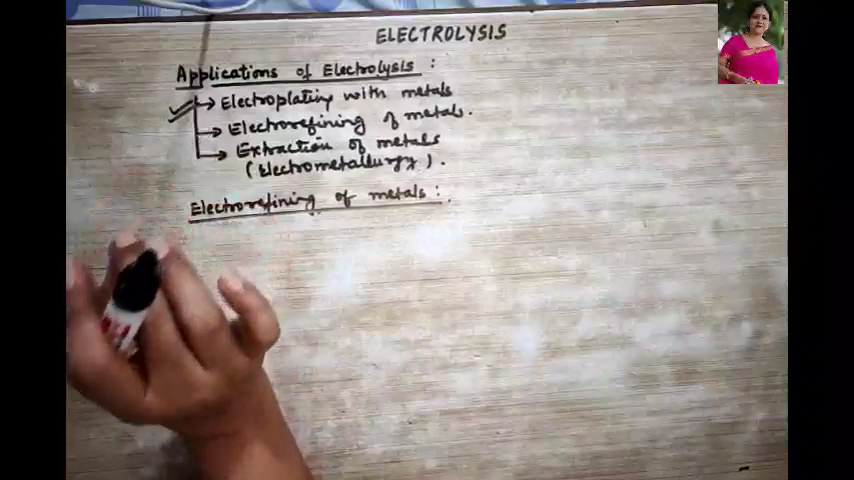 ELECTROLYSIS
Applications of Electrolysis :
→ Electroplating with metals
→ Electrorefining of metals.
→ Extraction of metals
(Electrometallurgy).
Electrorefining of metals :